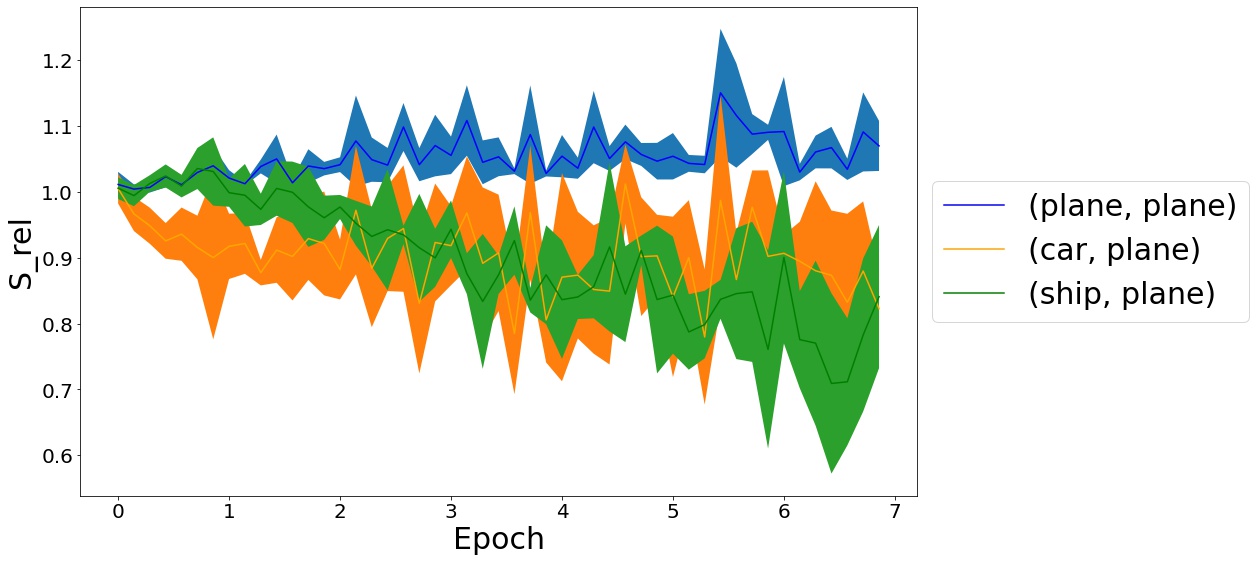 1.2
1.1
1.0
0.9
0.8
0.7
0.6
S_rel
0 1 2 3 4 5 6 7
Epoch
(plane, plane)
(car, plane)
(ship, plane)